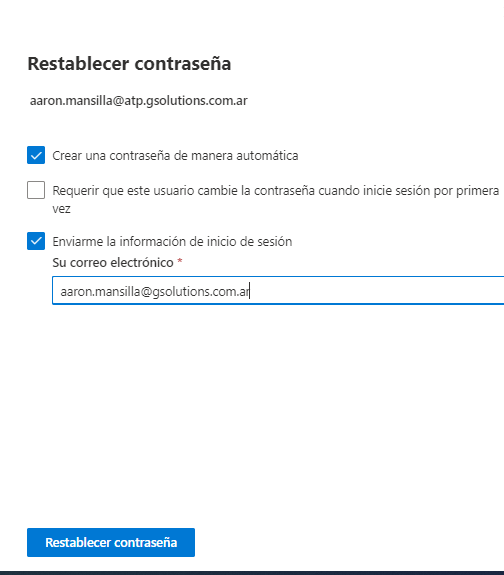 Restablecer contraseña
aaron.mansilla@atp.gsolutions.com.ar
Crear una contraseña de manera automática
Requerir que este usuario cambie la contraseña cuando inicie sesión por primera
vez
Enviarme la información de inicio de sesión
Su correo electrónico *
aaron.mansilla@gsolutions.com.ar
Restablecer contraseña